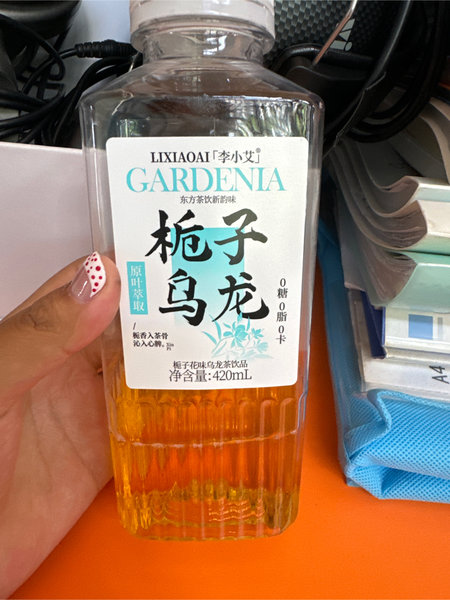 LIXIAOAI「李小艾」®
GARDENIA
东方茶饮新韵味
栀子
乌龙
原叶萃取
0糖0脂0卡
栀香入茶骨
沁入心脾。
栀子花味乌龙茶饮品
净含量:420mL
A4